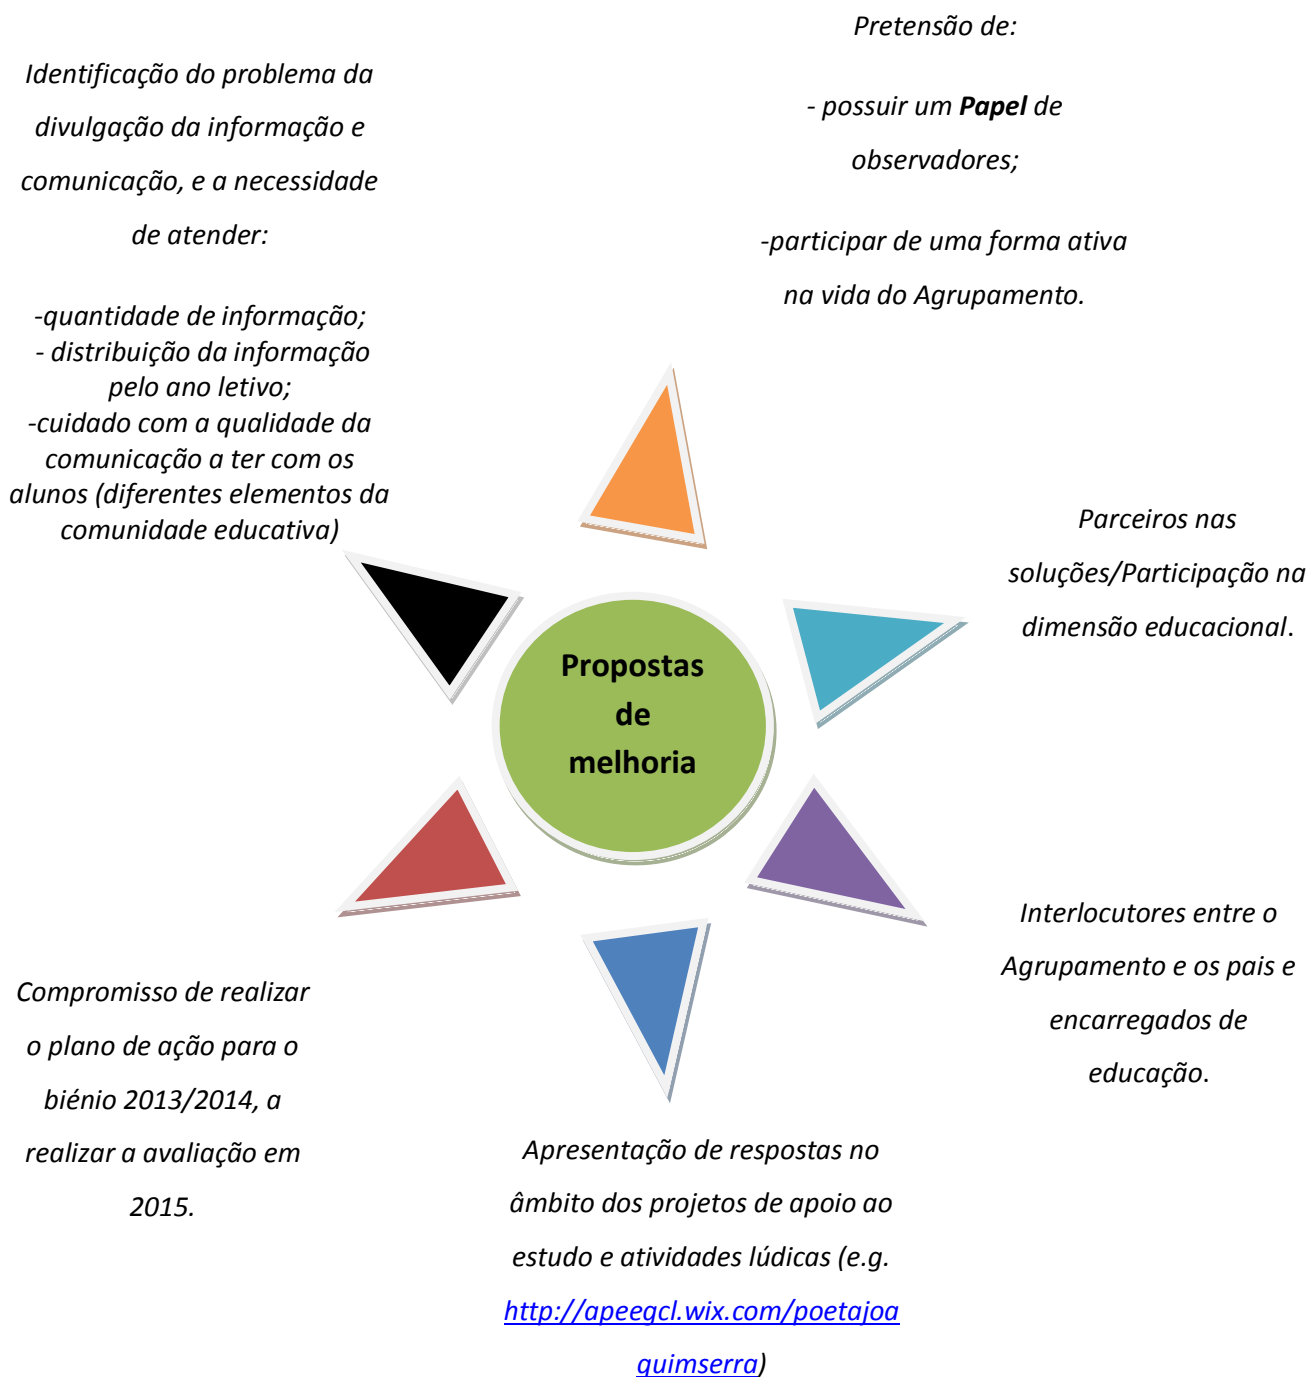 Pretensão de:
- possuir um Papel de
observadores;
-participar de uma forma ativa
na vida do Agrupamento.
Identificação do problema da
divulgação da informação e
comunicação, e a necessidade
de atender:
-quantidade de informação;
- distribuição da informação
pelo ano letivo;
-cuidado com a qualidade da
comunicação a ter com os
alunos (diferentes elementos da
comunidade educativa)
Parceiros nas
soluções/Participação na
dimensão educacional.
Propostas
de
melhoria
Interlocutores entre o
Agrupamento e os pais e
encarregados de
educação.
Compromisso de realizar
o plano de ação para o
biénio 2013/2014, a
realizar a avaliação em
2015.
Apresentação de respostas no
âmbito dos projetos de apoio ao
estudo e atividades lúdicas (e.g.
http://apeegcl.wix.com/poetajoa
quimserra)